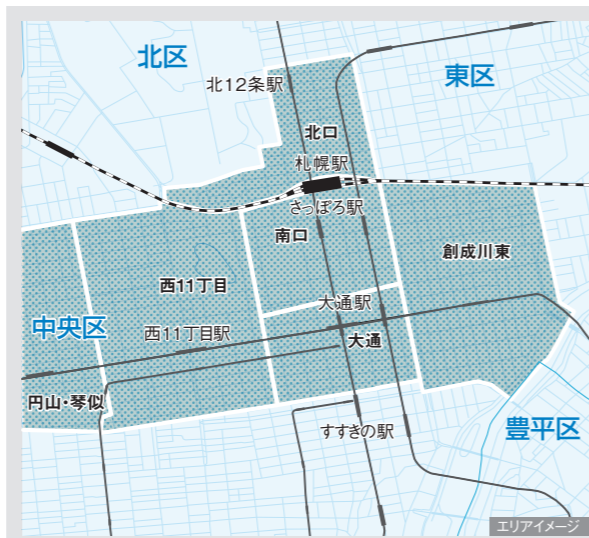 北区
東区
北12条駅
北口
札幌駅
さっぽろ駅
南口
創成川東
西11丁目
大通駅
中央区
西11丁目駅
大通
円山・琴似
すすきの駅
豊平区
エリアイメージ